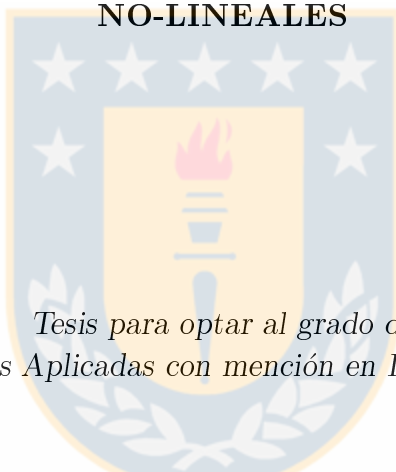 NO-LINEALES
Tesis para optar al grado
Aplicadas con mención en